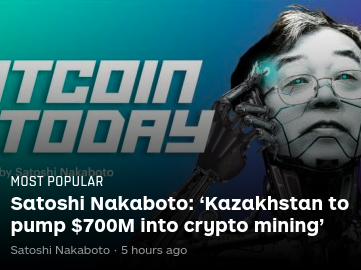 ITCOIN
TODAY
by Satoshi Nakaboto
MOST POPULAR
Satoshi Nakaboto: ‘Kazakhstan to
pump $700M into crypto mining’
Satoshi Nakaboto · 5 hours ago